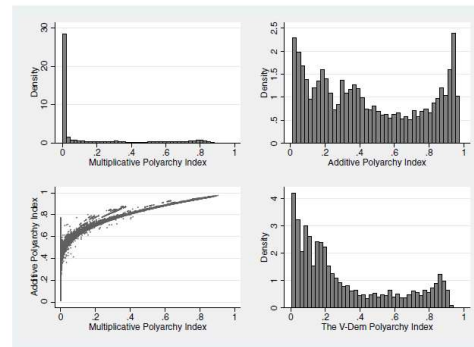 Density
0 10 20 30
0 .2 .4 .6 .8 1
Multiplicative Polyarchy Index
Density
0 .5 1 1.5 2 2.5
0 .2 .4 .6 .8 1
Additive Polyarchy Index
Additive Polyarchy Index
0 .2 .4 .6 .8 1
0 .2 .4 .6 .8 1
Multiplicative Polyarchy Index
Density
0 1 2 3 4
0 .2 .4 .6 .8 1
The V-Dem Polyarchy Index